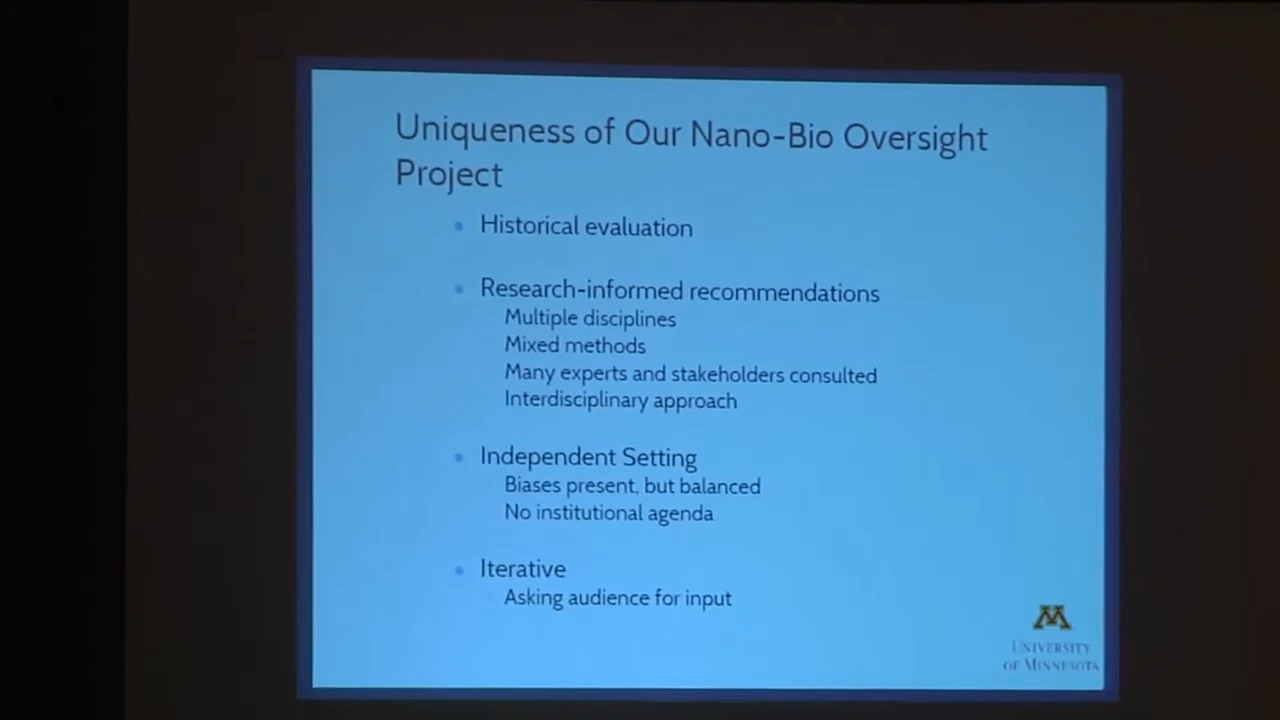 Uniqueness of Our Nano-Bio Oversight
Project
Historical evaluation
Research-informed recommendations
Multiple disciplines
Mixed methods
Many experts and stakeholders consulted
Interdisciplinary approach
Independent Setting
Biases present, but balanced
No institutional agenda
Iterative
Asking audience for input
M
UNIVERSITY
OF MINNESOTA